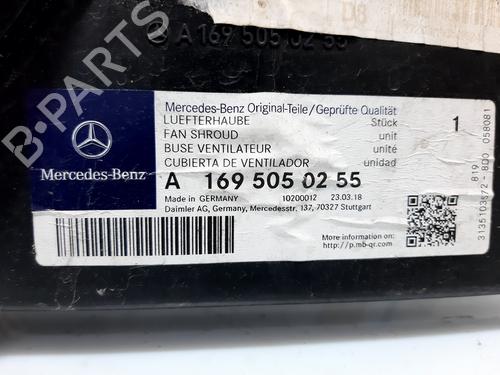 A 169 505 02 55
Mercedes-Benz
Mercedes-Benz Original-Teile/Geprüfte Qualität
LUEFTERHAUBE Stück
FAN SHROUD unit
BUSE VENTILATEUR unité
CUBIERTA DE VENTILADOR unidad
1
A 169 505 02 55
Made in GERMANY 10200012 23.03.18
Daimler AG, Germany, Mercedesstr. 137, 70327 Stuttgart
More information:
http://p.mb-qr.com
B-PARTS